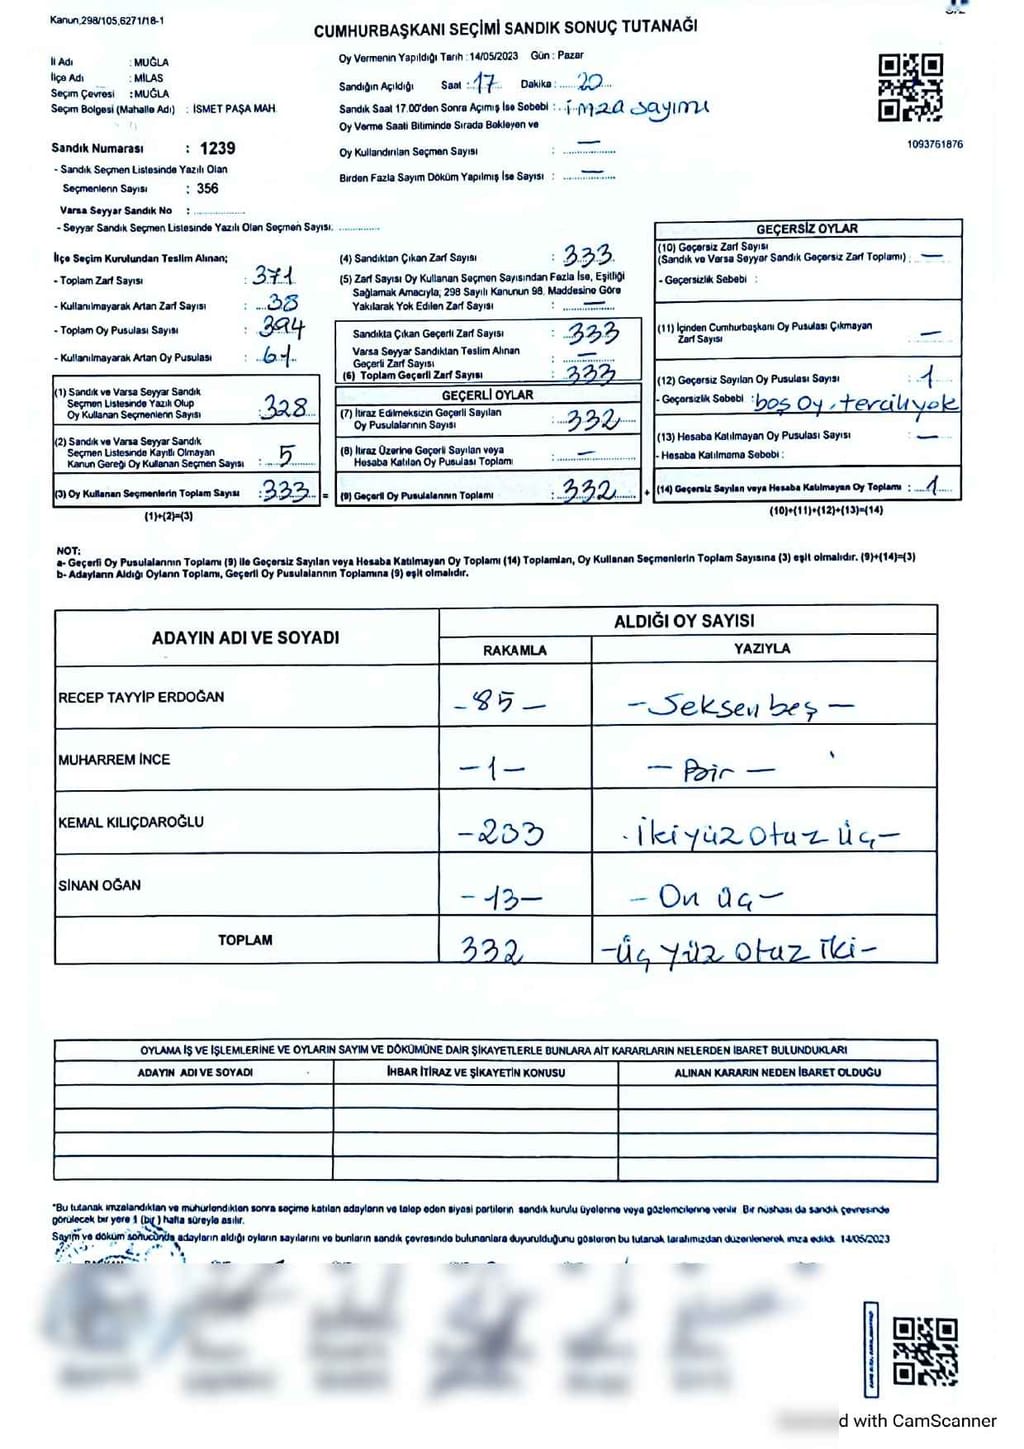 Kanun,298/105,6271/18-1
CUMHURBAŞKANI SEÇİMİ SANDIK SONUÇ TUTANAĞI
İl Adı : MUĞLA
İlçe Adı : MİLAS
Seçim Çevresi : MUĞLA
Seçim Bölgesi (Mahalle Adı) : İSMET PAŞA MAH.
Sandık Numarası : 1239
- Sandık Seçmen Listesinde Yazılı Olan
Seçmenlerin Sayısı : 356
Varsa Seyyar Sandık No :
- Seyyar Sandık Seçmen Listesinde Yazılı Olan Seçmen Sayısı.
Oy Vermenin Yapıldığı Tarih : 14/05/2023 Gün : Pazar
Sandığın Açıldığı Saat : 17 Dakika : 20
Sandık Saat 17.00'den Sonra Açımış İse Sebebi : imza sayımı
Oy Verme Saati Bitiminde Sırada Bekleyen ve
Oy Kullandırılan Seçmen Sayısı : —
Birden Fazla Sayım Döküm Yapılmış İse Sayısı : —
1093761876
İlçe Seçim Kurulundan Teslim Alınan;
- Toplam Zarf Sayısı : 371
- Kullanılmayarak Artan Zarf Sayısı : 38
- Toplam Oy Pusulası Sayısı : 394
- Kullanılmayarak Artan Oy Pusulası : 61
(1) Sandık ve Varsa Seyyar Sandık
Seçmen Listesinde Yazılı Olup
Oy Kullanan Seçmenlerin Sayısı : 328
(2) Sandık ve Varsa Seyyar Sandık
Seçmen Listesinde Kayıtlı Olmayan
Kanun Gereği Oy Kullanan Seçmen Sayısı : 5
(3) Oy Kullanan Seçmenlerin Toplam Sayısı : 333 =
(1)+(2)=(3)
(4) Sandıktan Çıkan Zarf Sayısı : 333
(5) Zarf Sayısı Oy Kullanan Seçmen Sayısından Fazla İse, Eşitliği
Sağlamak Amacıyla, 298 Sayılı Kanunun 98. Maddesine Göre
Yakılarak Yok Edilen Zarf Sayısı : —
Sandıkta Çıkan Geçerli Zarf Sayısı : 333
Varsa Seyyar Sandıktan Teslim Alınan
Geçerli Zarf Sayısı : —
(6) Toplam Geçerli Zarf Sayısı : 333
GEÇERLİ OYLAR
(7) İtiraz Edilmeksizin Geçerli Sayılan
Oy Pusulalarının Sayısı : 332
(8) İtiraz Üzerine Geçerli Sayılan veya
Hesaba Katılan Oy Pusulası Toplamı : —
(9) Geçerli Oy Pusulalarının Toplamı : 332 +
GEÇERSİZ OYLAR
(10) Geçersiz Zarf Sayısı
(Sandık ve Varsa Seyyar Sandık Geçersiz Zarf Toplamı) : —
- Geçersizlik Sebebi :
(11) İçinden Cumhurbaşkanı Oy Pusulası Çıkmayan
Zarf Sayısı —
(12) Geçersiz Sayılan Oy Pusulası Sayısı : 1
- Geçersizlik Sebebi : boş oy, tercihyok
(13) Hesaba Katılmayan Oy Pusulası Sayısı : —
- Hesaba Katılmama Sebebi :
(14) Geçersiz Sayılan veya Hesaba Katılmayan Oy Toplamı : 1
(10)+(11)+(12)+(13)=(14)
NOT:
a- Geçerli Oy Pusulalarının Toplamı (9) ile Geçersiz Sayılan veya Hesaba Katılmayan Oy Toplamı (14) Toplamları, Oy Kullanan Seçmenlerin Toplam Sayısına (3) eşit olmalıdır. (9)+(14)=(3)
b- Adayların Aldığı Oyların Toplamı, Geçerli Oy Pusulalarının Toplamına (9) eşit olmalıdır.
ADAYIN ADI VE SOYADI ALDIĞI OY SAYISI
RAKAMLA YAZIYLA
RECEP TAYYİP ERDOĞAN -85- -Seksen beş-
MUHARREM İNCE -1- -Bir-
KEMAL KILIÇDAROĞLU -233 -İki yüz otuz üç-
SİNAN OĞAN -13- -On üç-
TOPLAM 332 -üç yüz otuz iki-
OYLAMA İŞ VE İŞLEMLERİNE VE OYLARIN SAYIM VE DÖKÜMÜNE DAİR ŞİKAYETLERLE BUNLARA AİT KARARLARIN NELERDEN İBARET BULUNDUKLARI
ADAYIN ADI VE SOYADI İHBAR İTİRAZ VE ŞİKAYETİN KONUSU ALINAN KARARIN NEDEN İBARET OLDUĞU
*Bu tutanak imzalandıktan ve mühürlendikten sonra seçime katılan adayların ve talep eden siyasi partilerin sandık kurulu üyelerine veya gözlemcilerine verilir. Bir nüshası da sandık çevresinde
görülecek bir yere 1 (bir) hafta süreyle asılır.
Sayım ve döküm sonucunda adayların aldığı oyların sayılarını ve bunların sandık çevresinde bulunanlara duyurulduğunu gösteren bu tutanak tarafımızdan düzenlenerek imza edildi. 14/05/2023
d with CamScanner